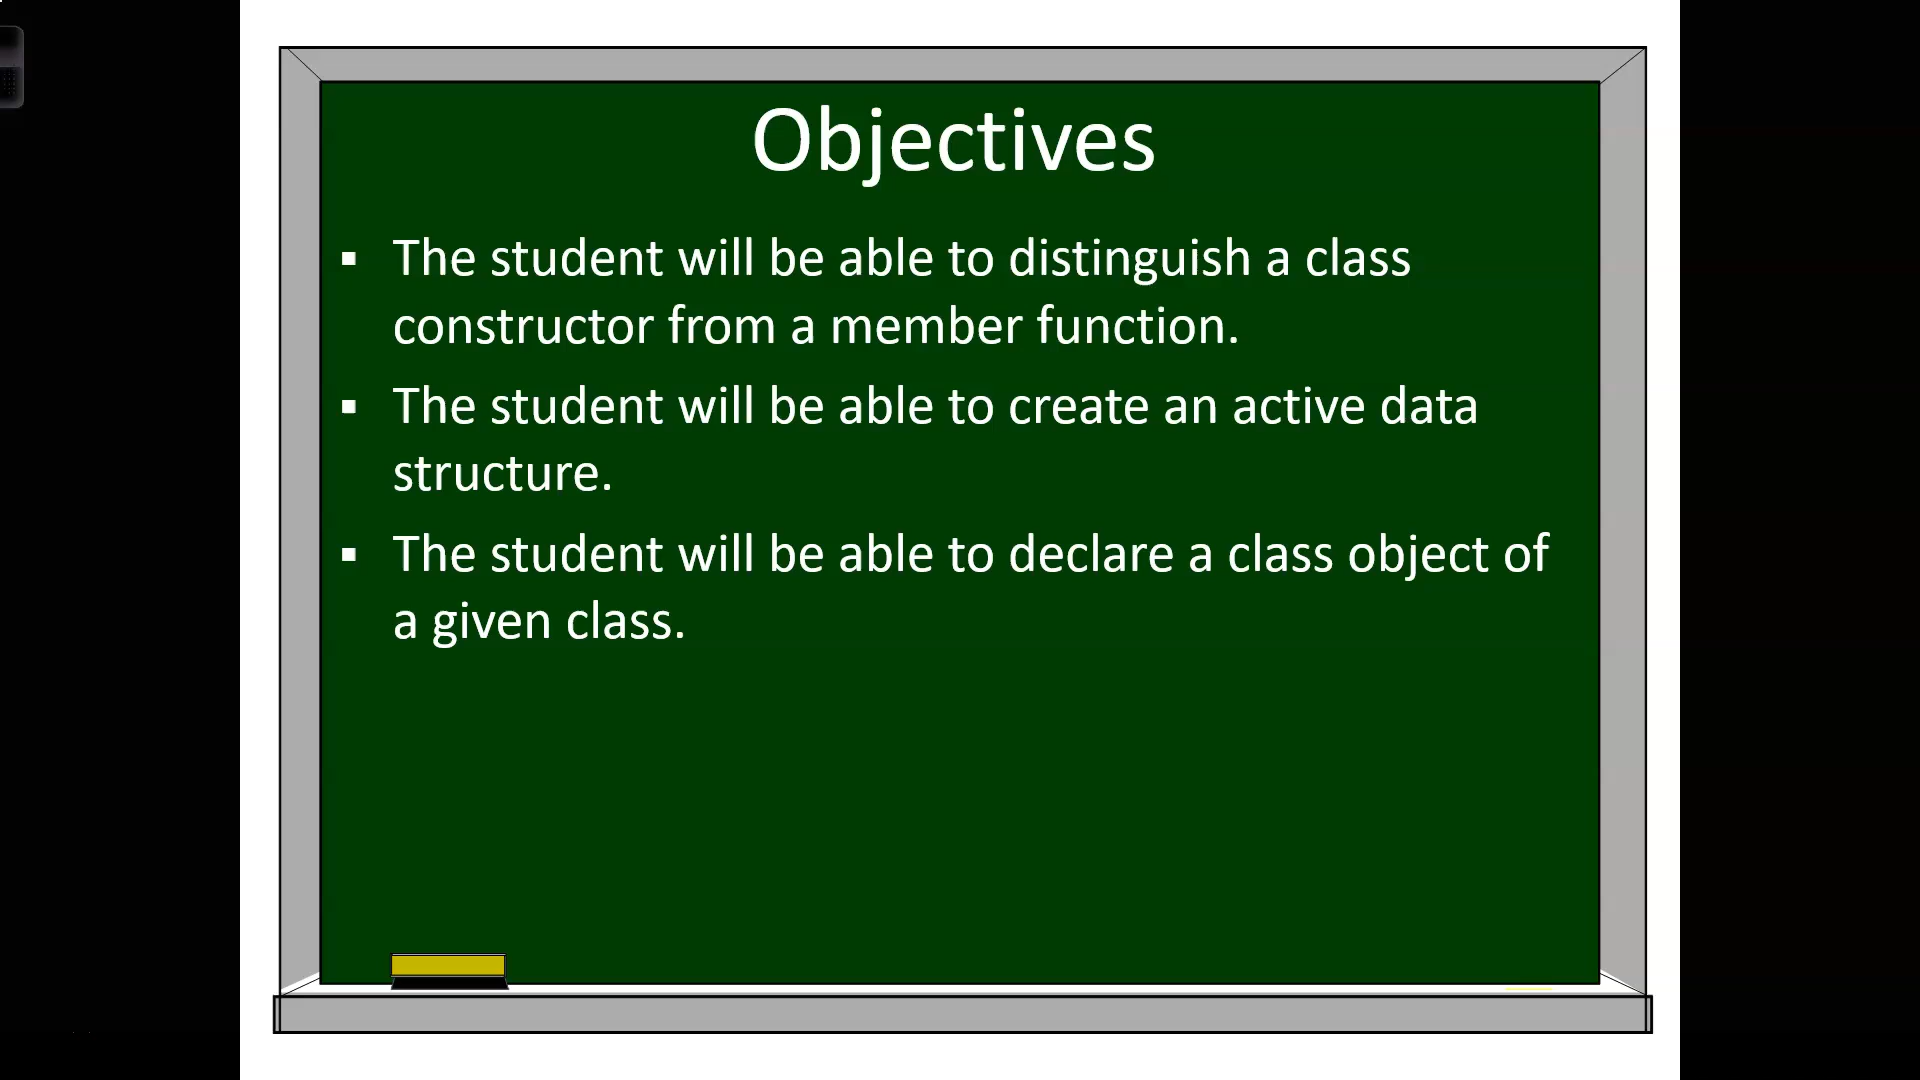 Objectives
▪ The student will be able to distinguish a class
constructor from a member function.
▪ The student will be able to create an active data
structure.
▪ The student will be able to declare a class object of
a given class.